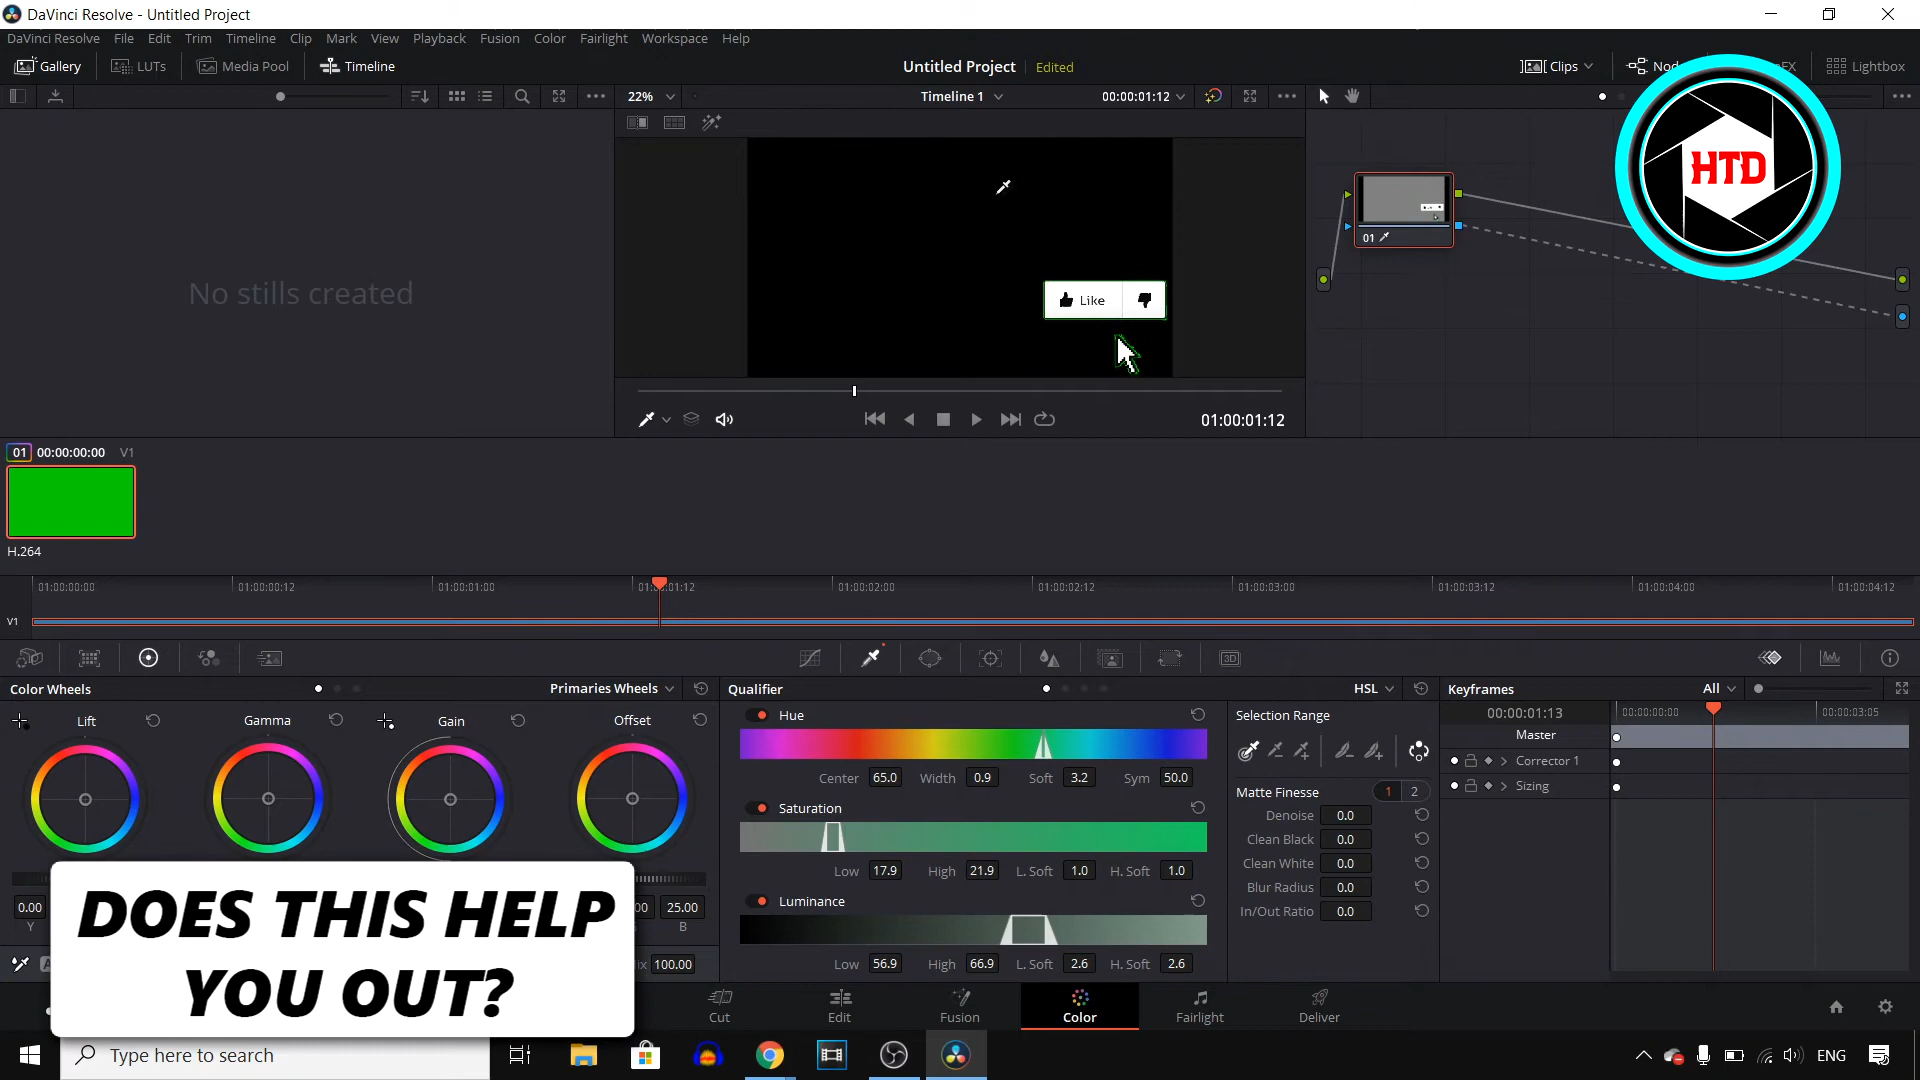 DaVinci Resolve - Untitled Project
DaVinci Resolve File Edit Trim Timeline Clip Mark View Playback Fusion Color Fairlight Workspace Help
Gallery LUTs Media Pool Timeline Untitled Project Edited Clips Lightbox
22% Timeline 1 00:00:01:12
HTD
No stills created
Like
01
01:00:01:12
01 00:00:00:00 V1
H.264
01:00:00:00 01:00:00:12 01:00:01:00 01:00:01:12 01:00:02:00 01:00:02:12 01:00:03:00 01:00:03:12 01:00:04:00 01:00:04:12
V1
3D
Color Wheels Primaries Wheels Qualifier HSL Keyframes All
Lift Gamma Gain Offset
Hue
Center 65.0 Width 0.9 Soft 3.2 Sym 50.0
Saturation
Low 17.9 High 21.9 L. Soft 1.0 H. Soft 1.0
Luminance
Low 56.9 High 66.9 L. Soft 2.6 H. Soft 2.6
Selection Range
Matte Finesse 1 2
Denoise 0.0
Clean Black 0.0
Clean White 0.0
Blur Radius 0.0
In/Out Ratio 0.0
00:00:01:13 00:00:00:00 00:00:03:05
Master
Corrector 1
Sizing
0.00 25.00
Y B
100.00
DOES THIS HELP
YOU OUT?
Cut Edit Fusion Color Fairlight Deliver
Type here to search
ENG